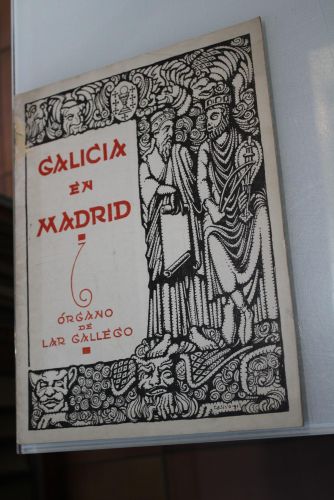 GALICIA
EN
MADRID
ÓRGANO
DE
LAR GALLEGO